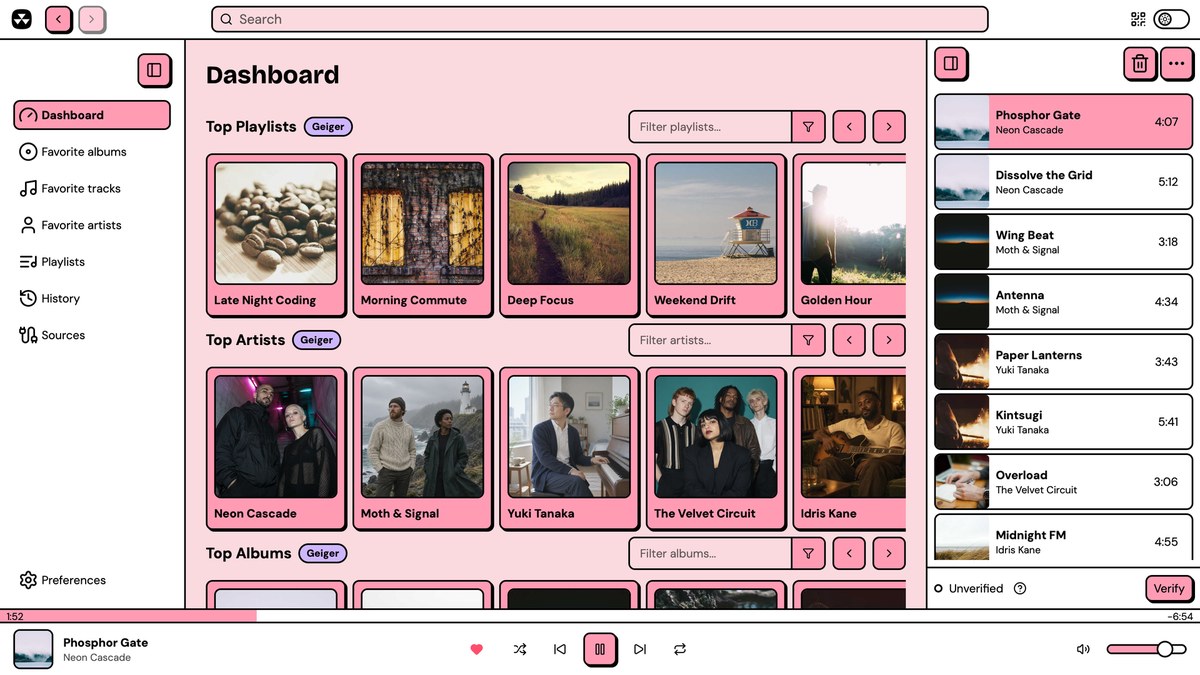 Search
Dashboard
Favorite albums
Favorite tracks
Favorite artists
Playlists
History
Sources
Preferences
Dashboard
Top Playlists
Geiger
Filter playlists...
Late Night Coding
Morning Commute
Deep Focus
Weekend Drift
Golden Hour
Top Artists
Geiger
Filter artists...
Neon Cascade
Moth & Signal
Yuki Tanaka
The Velvet Circuit
Idris Kane
Top Albums
Geiger
Filter albums...
Phosphor Gate
Neon Cascade
4:07
Dissolve the Grid
Neon Cascade
5:12
Wing Beat
Moth & Signal
3:18
Antenna
Moth & Signal
4:34
Paper Lanterns
Yuki Tanaka
3:43
Kintsugi
Yuki Tanaka
5:41
Overload
The Velvet Circuit
3:06
Midnight FM
Idris Kane
4:55
Unverified
Verify
1:52
-6:54
Phosphor Gate
Neon Cascade